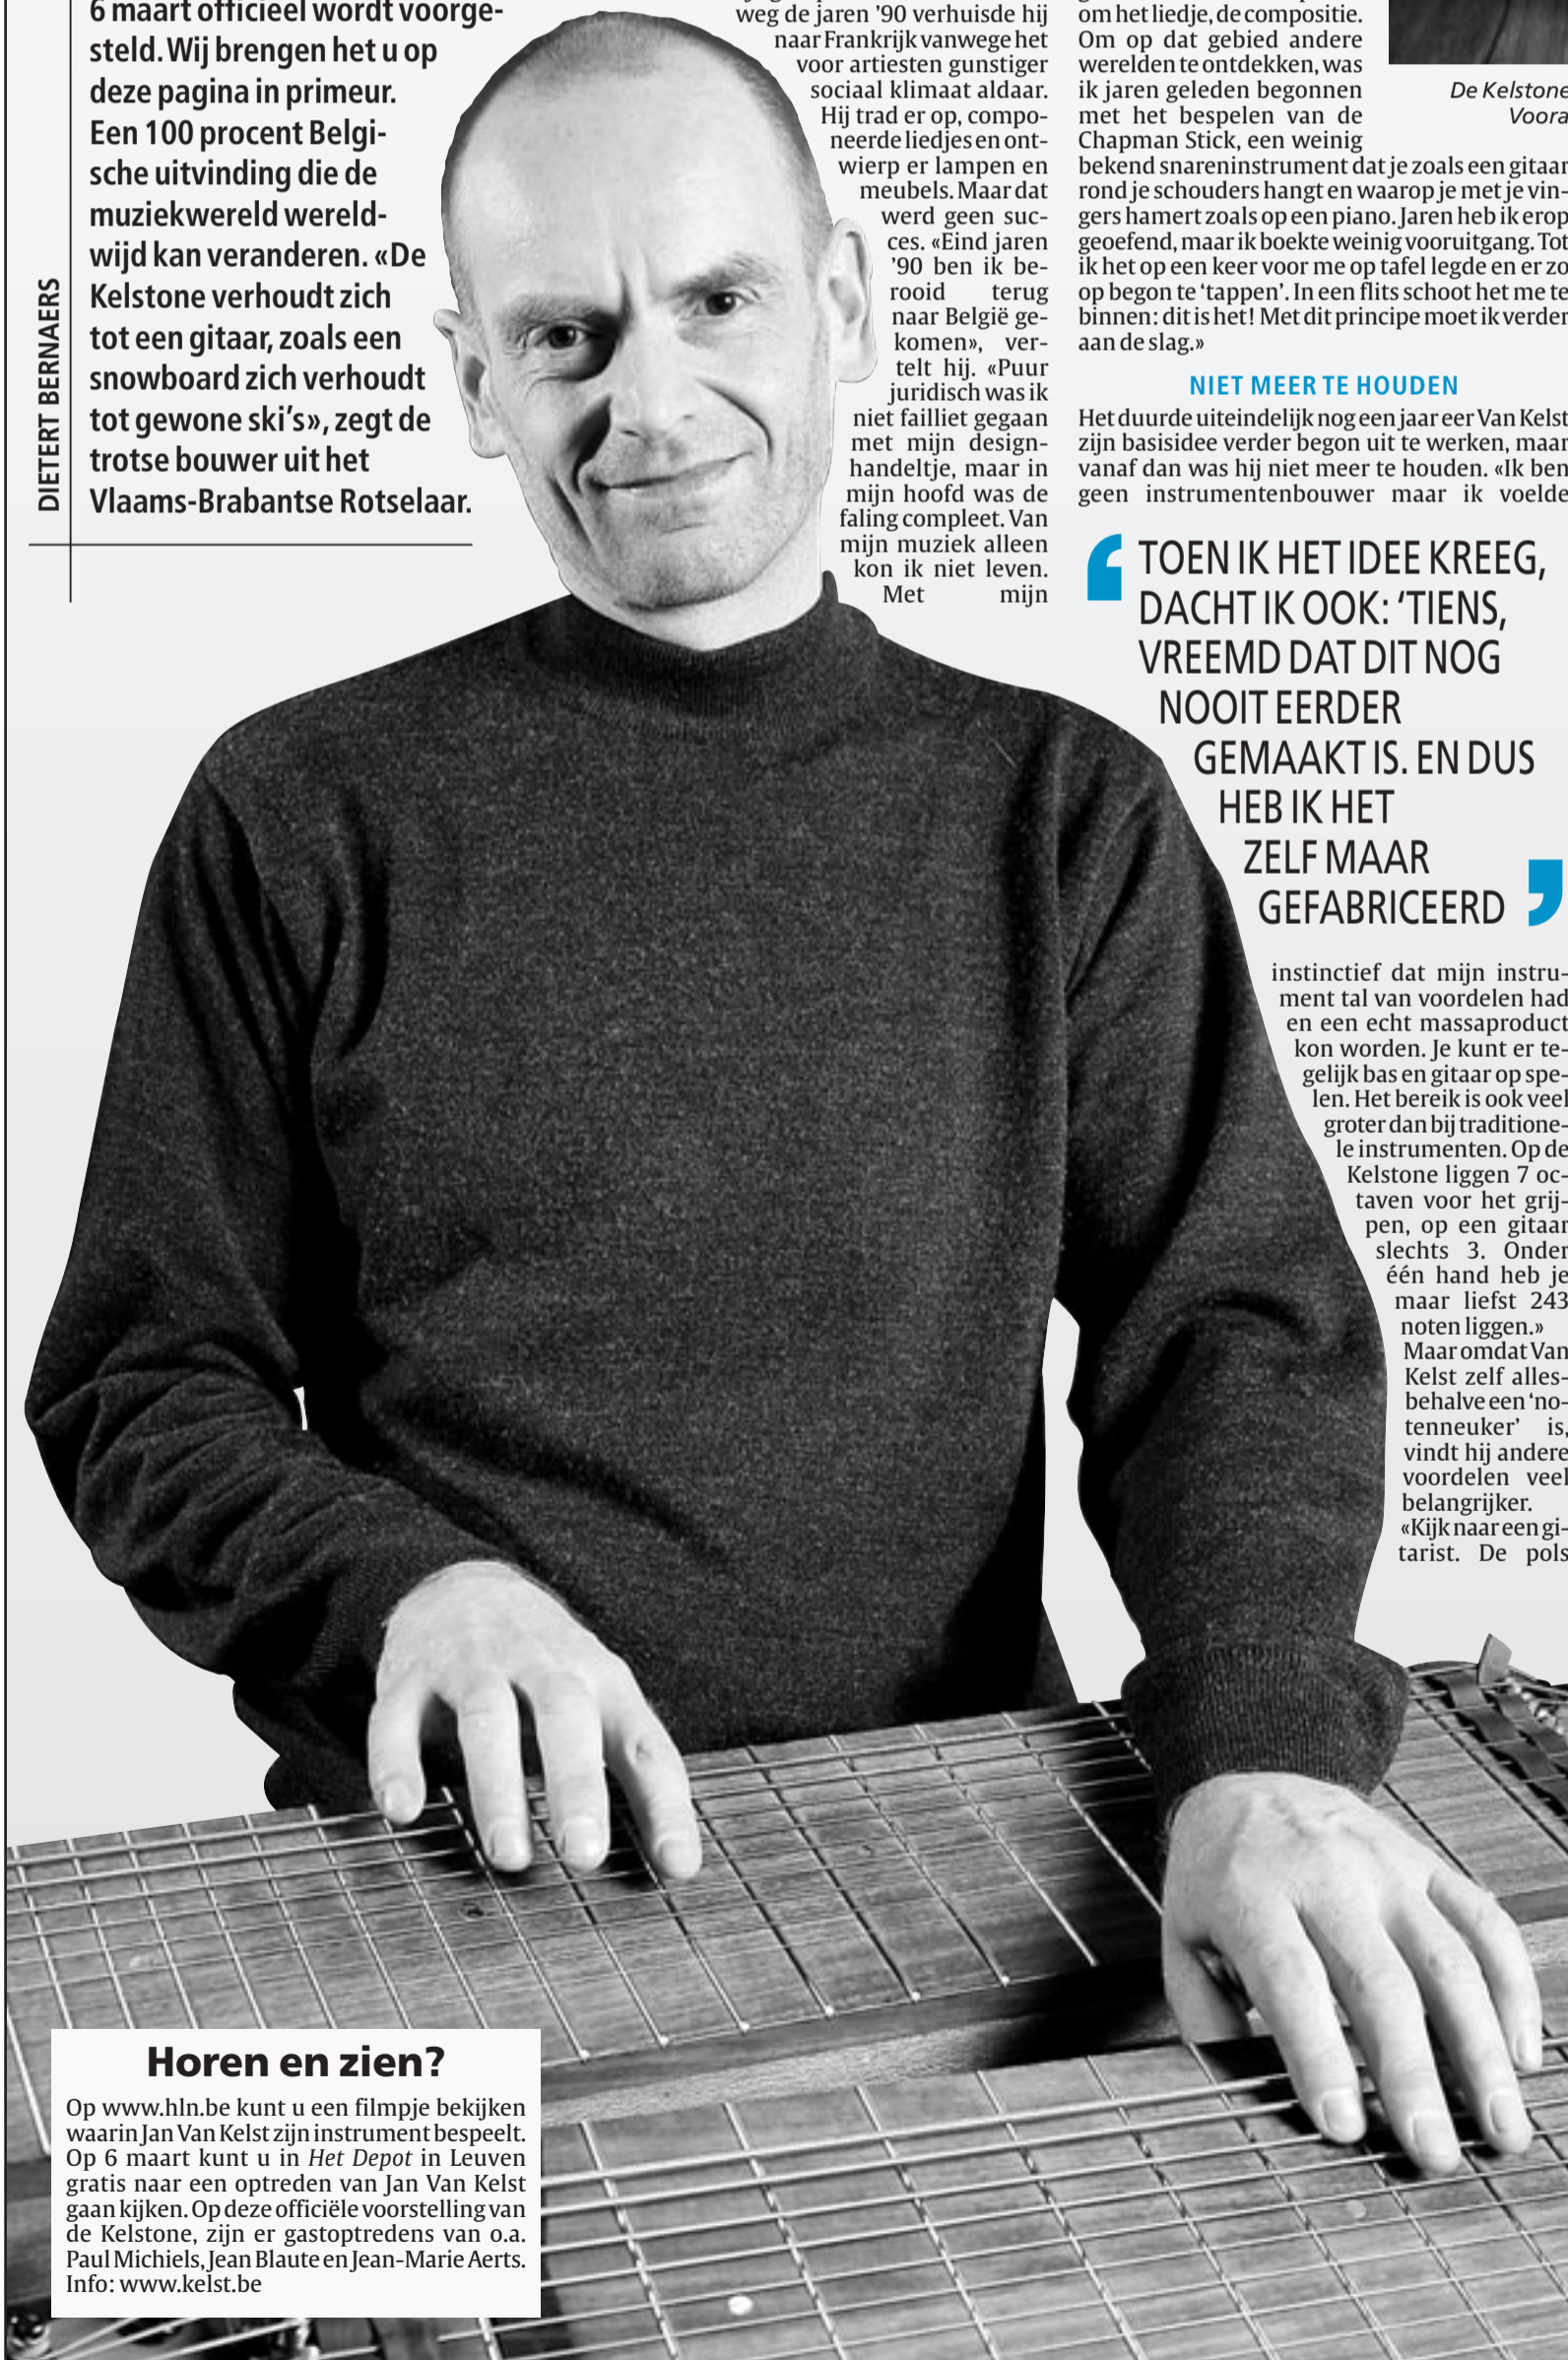 6 maart officieel wordt voorge-
steld. Wij brengen het u op
deze pagina in primeur.
Een 100 procent Belgi-
sche uitvinding die de
muziekwereld wereld-
wijd kan veranderen. «De
Kelstone verhoudt zich
tot een gitaar, zoals een
snowboard zich verhoudt
tot gewone ski's», zegt de
trotse bouwer uit het
Vlaams-Brabantse Rotselaar.
DIETERT BERNAERS
weg de jaren '90 verhuisde hij
naar Frankrijk vanwege het
voor artiesten gunstiger
sociaal klimaat aldaar.
Hij trad er op, compo-
neerde liedjes en ont-
wierp er lampen en
meubels. Maar dat
werd geen suc-
ces. «Eind jaren
'90 ben ik be-
rooid terug
naar België ge-
komen», ver-
telt hij. «Puur
juridisch was ik
niet failliet gegaan
met mijn design-
handeltje, maar in
mijn hoofd was de
faling compleet. Van
mijn muziek alleen
kon ik niet leven.
Met mijn
om het liedje, de compositie.
Om op dat gebied andere
werelden te ontdekken, was
ik jaren geleden begonnen
met het bespelen van de
Chapman Stick, een weinig
bekend snareninstrument dat je zoals een gitaar
rond je schouders hangt en waarop je met je vin-
gers hamert zoals op een piano. Jaren heb ik erop
geoefend, maar ik boekte weinig vooruitgang. Tot
ik het op een keer voor me op tafel legde en er zo
op begon te 'tappen'. In een flits schoot het me te
binnen: dit is het! Met dit principe moet ik verder
aan de slag.»
De Kelstone
Voora
NIET MEER TE HOUDEN
Het duurde uiteindelijk nog een jaar eer Van Kelst
zijn basisidee verder begon uit te werken, maar
vanaf dan was hij niet meer te houden. «Ik ben
geen instrumentenbouwer maar ik voelde
‘TOEN IK HET IDEE KREEG,
DACHT IK OOK: 'TIENS,
VREEMD DAT DIT NOG
NOOIT EERDER
GEMAAKT IS. EN DUS
HEB IK HET
ZELF MAAR
GEFABRICEERD’
instinctief dat mijn instru-
ment tal van voordelen had
en een echt massaproduct
kon worden. Je kunt er te-
gelijk bas en gitaar op spe-
len. Het bereik is ook veel
groter dan bij traditione-
le instrumenten. Op de
Kelstone liggen 7 oc-
taven voor het grij-
pen, op een gitaar
slechts 3. Onder
één hand heb je
maar liefst 243
noten liggen.»
Maar omdat Van
Kelst zelf alles-
behalve een 'no-
tenneuker' is,
vindt hij andere
voordelen veel
belangrijker.
«Kijk naar een gi-
tarist. De pols
Horen en zien?
Op www.hln.be kunt u een filmpje bekijken
waarin Jan Van Kelst zijn instrument bespeelt.
Op 6 maart kunt u in Het Depot in Leuven
gratis naar een optreden van Jan Van Kelst
gaan kijken. Op deze officiële voorstelling van
de Kelstone, zijn er gastoptredens van o.a.
Paul Michiels, Jean Blaute en Jean-Marie Aerts.
Info: www.kelst.be